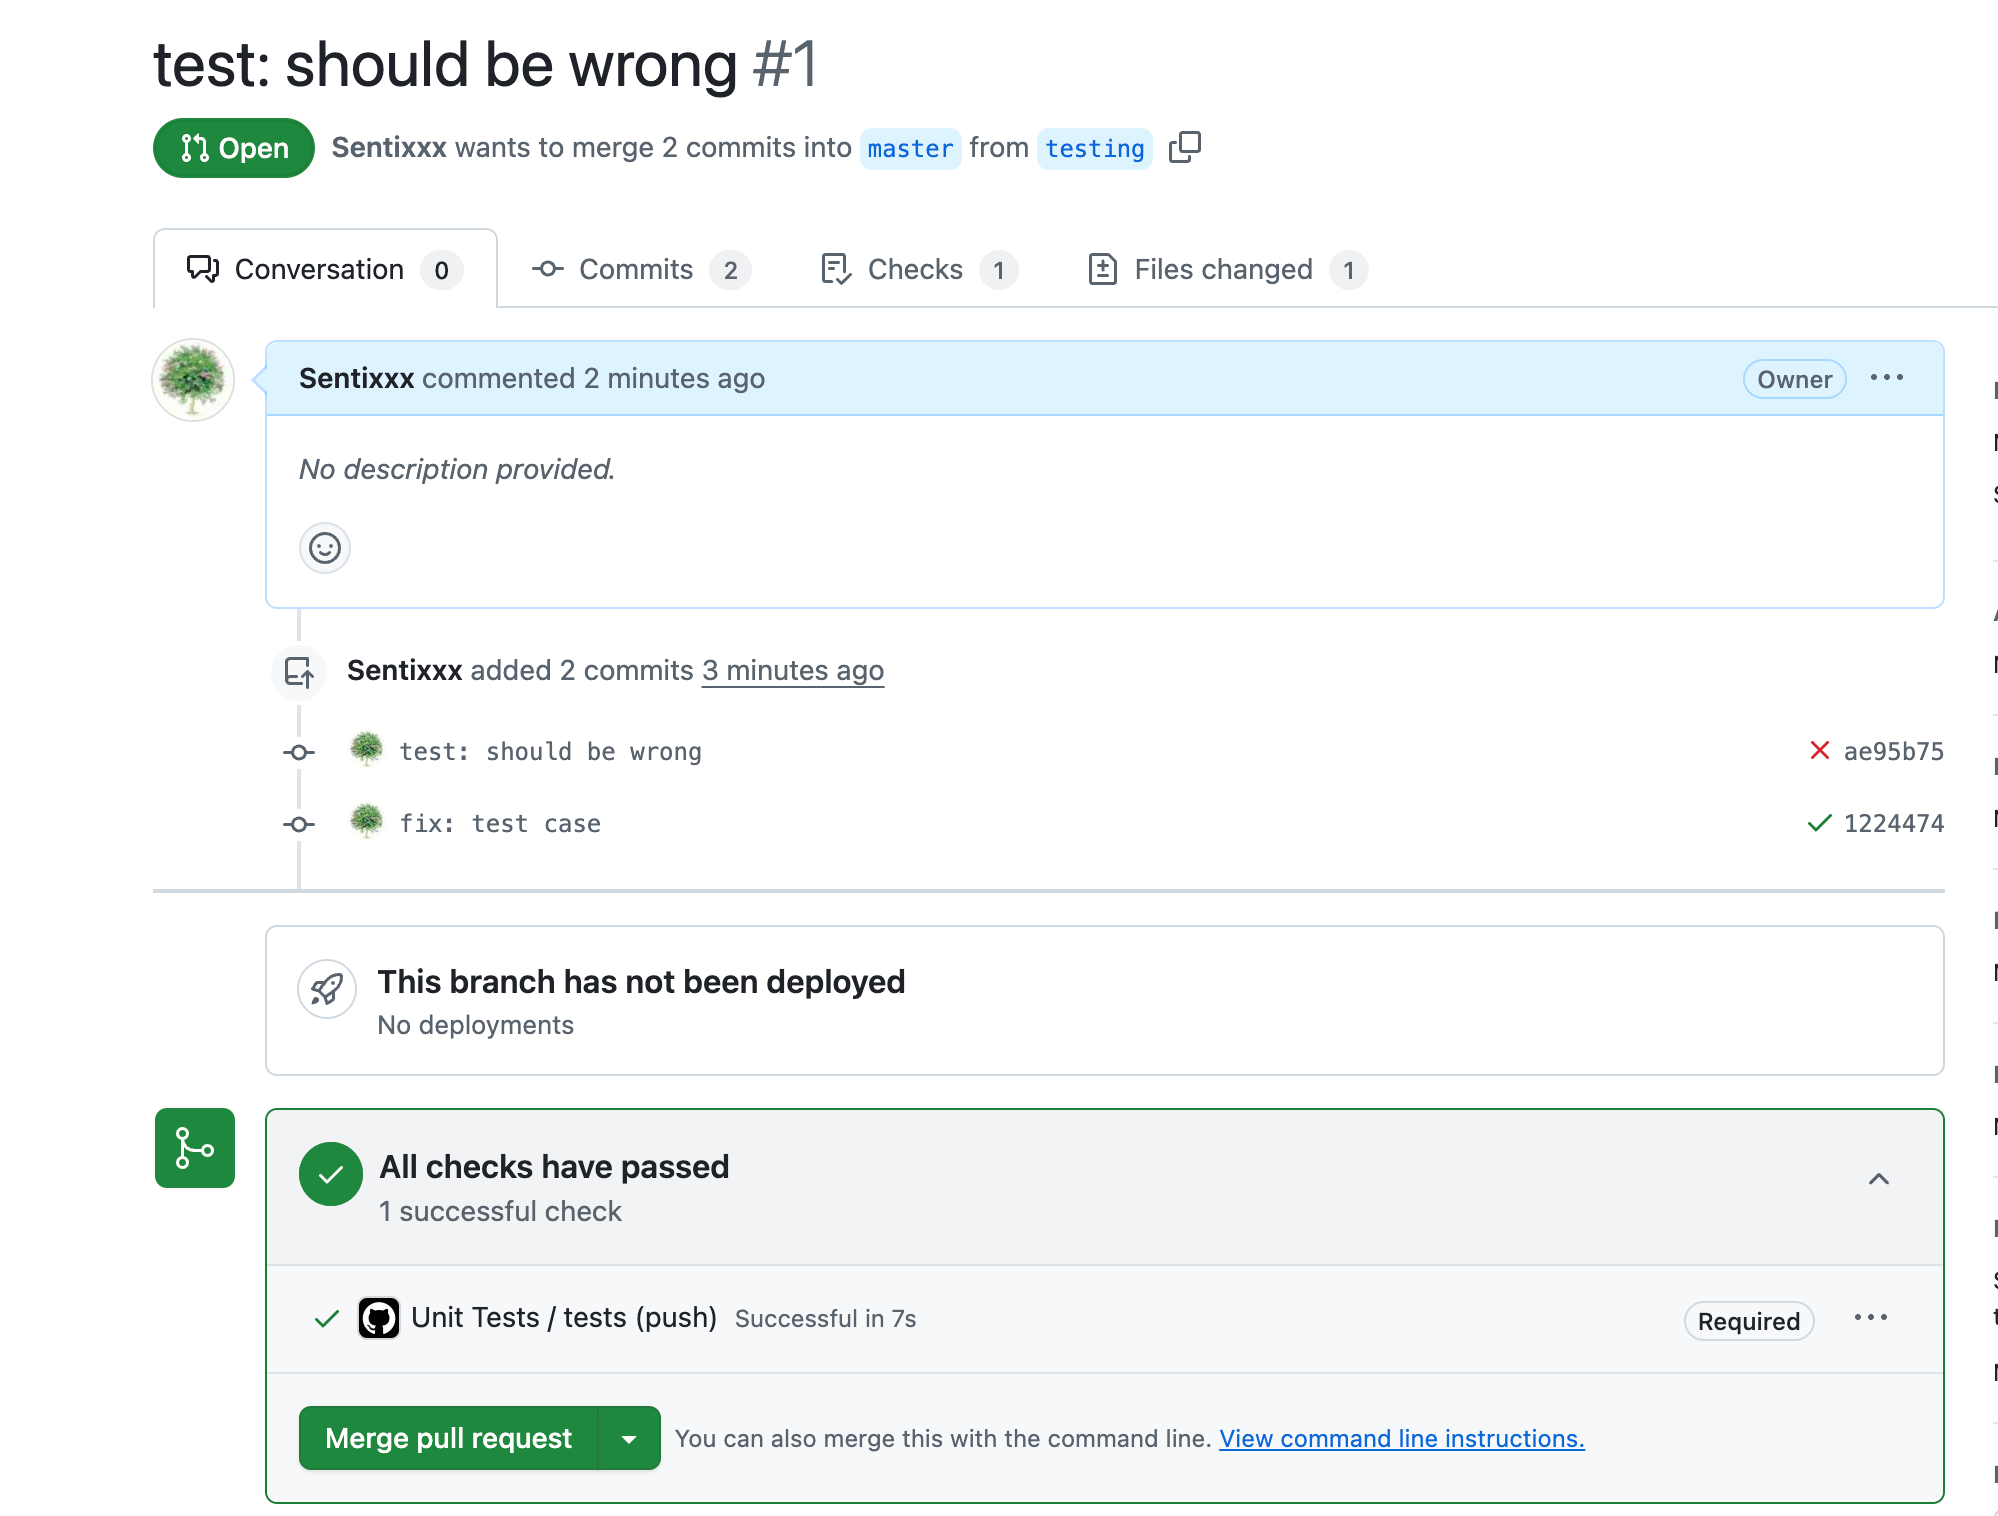 test: should be wrong #1
Open Sentixxx wants to merge 2 commits into master from testing
Conversation 0 Commits 2 Checks 1 Files changed 1
Sentixxx commented 2 minutes ago Owner
No description provided.
Sentixxx added 2 commits 3 minutes ago
test: should be wrong ae95b75
fix: test case 1224474
This branch has not been deployed
No deployments
All checks have passed
1 successful check
Unit Tests / tests (push) Successful in 7s Required
Merge pull request You can also merge this with the command line. View command line instructions.